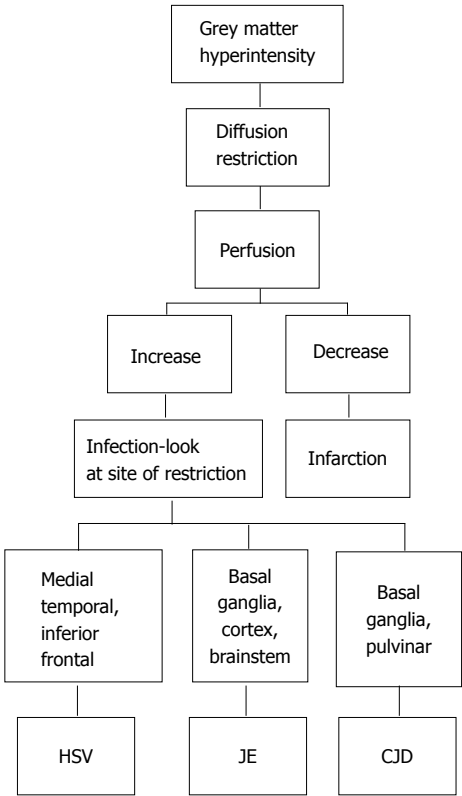 Grey matter
hyperintensity
Diffusion
restriction
Perfusion
Increase
Decrease
Infection-look
at site of restriction
Infarction
Medial
temporal,
inferior
frontal
Basal
ganglia,
cortex,
brainstem
Basal
ganglia,
pulvinar
HSV
JE
CJD